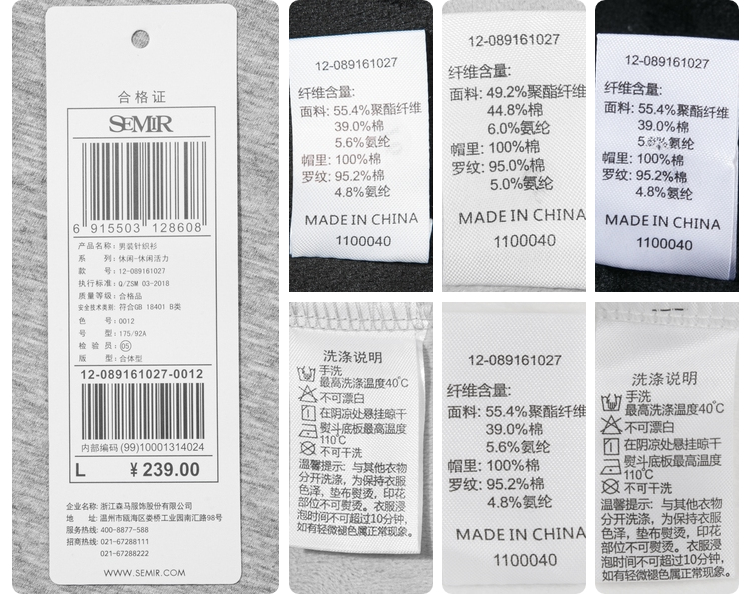 合格证
SEMIR
6 915503 128608
产品名称: 男装针织衫
系 列: 休闲-休闲活力
款 号: 12-089161027
执行标准: Q/ZSM 03-2018
质量等级: 合格品
安全技术类别: 符合GB 18401 B类
色 号: 0012
号 型: 175/92A
检 验 员: 05
版 型: 合体型
12-089161027-0012
内部编码 (99)10001314024
L ¥239.00
企业名称: 浙江森马服饰股份有限公司
地 址: 温州市瓯海区娄桥工业园南汇路98号
服务热线: 400-8877-588
招商热线: 021-67288111
021-67288222
WWW.SEMIR.COM
12-089161027
纤维含量:
面料: 55.4%聚酯纤维
39.0%棉
5.6%氨纶
帽里: 100%棉
罗纹: 95.2%棉
4.8%氨纶
MADE IN CHINA
1100040
12-089161027
纤维含量:
面料: 49.2%聚酯纤维
44.8%棉
6.0%氨纶
帽里: 100%棉
罗纹: 95.0%棉
5.0%氨纶
MADE IN CHINA
1100040
12-089161027
纤维含量:
面料: 55.4%聚酯纤维
39.0%棉
氨纶
帽里: 100%棉
罗纹: 95.2%棉
4.8%氨纶
MADE IN CHINA
1100040
洗涤说明
手洗
最高洗涤温度40℃
不可漂白
在阴凉处悬挂晾干
熨斗底板最高温度
110℃
不可干洗
温馨提示: 与其他衣物
分开洗涤, 为保持衣服
色泽, 垫布熨烫, 印花
部位不可熨烫。衣服浸
泡时间不可超过10分钟,
如有轻微褪色属正常现象。
12-089161027
纤维含量:
面料: 55.4%聚酯纤维
39.0%棉
5.6%氨纶
帽里: 100%棉
罗纹: 95.2%棉
4.8%氨纶
MADE IN CHINA
1100040
洗涤说明
手洗
最高洗涤温度40℃
不可漂白
在阴凉处悬挂晾干
熨斗底板最高温度
110℃
不可干洗
温馨提示: 与其他衣物
分开洗涤, 为保持衣服
色泽, 垫布熨烫, 印花
部位不可熨烫。衣服浸
泡时间不可超过10分钟,
如有轻微褪色属正常现象。